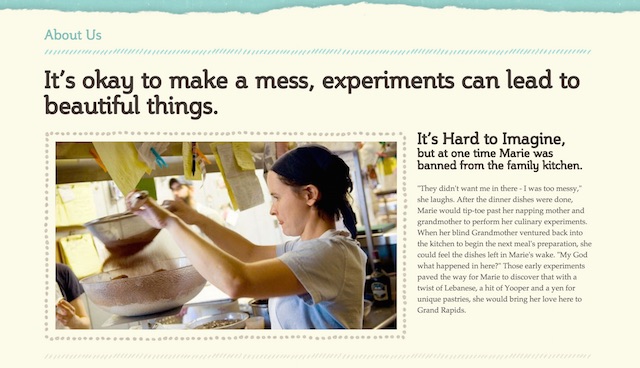 About Us
It's okay to make a mess, experiments can lead to
beautiful things.
It's Hard to Imagine,
but at one time Marie was
banned from the family kitchen.
"They didn't want me in there - I was too messy,"
she laughs. After the dinner dishes were done,
Marie would tip-toe past her napping mother and
grandmother to perform her culinary experiments.
When her blind Grandmother ventured back into
the kitchen to begin the next meal's preparation, she
could feel the dishes left in Marie's wake. "My God
what happened in here?" Those early experiments
paved the way for Marie to discover that with a
twist of Lebanese, a hit of Yooper and a yen for
unique pastries, she would bring her love here to
Grand Rapids.